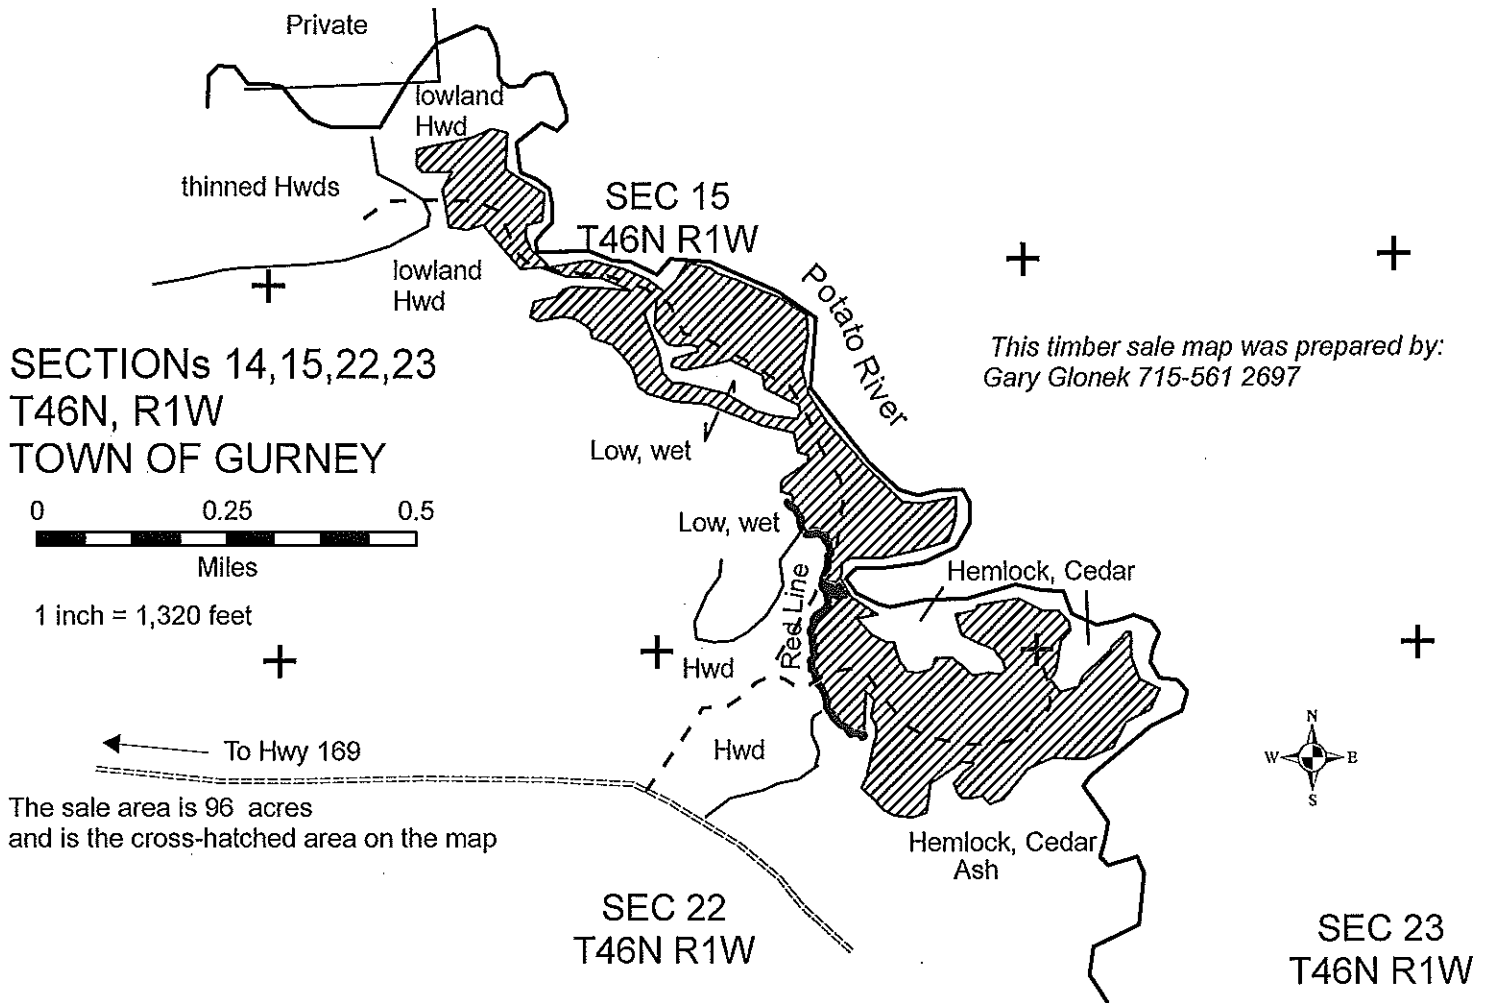 Private
lowland
Hwd
thinned Hwds
SEC 15
T46N R1W
lowland
Hwd
Potato River
This timber sale map was prepared by:
Gary Glonek 715-561 2697
SECTIONs 14,15,22,23
T46N, R1W
TOWN OF GURNEY
0 0.25 0.5
Miles
1 inch = 1,320 feet
Low, wet
Low, wet
Red Line
Hemlock, Cedar
Hwd
Hwd
To Hwy 169
The sale area is 96 acres
and is the cross-hatched area on the map
Hemlock, Cedar
Ash
N
W E
S
SEC 22
T46N R1W
SEC 23
T46N R1W